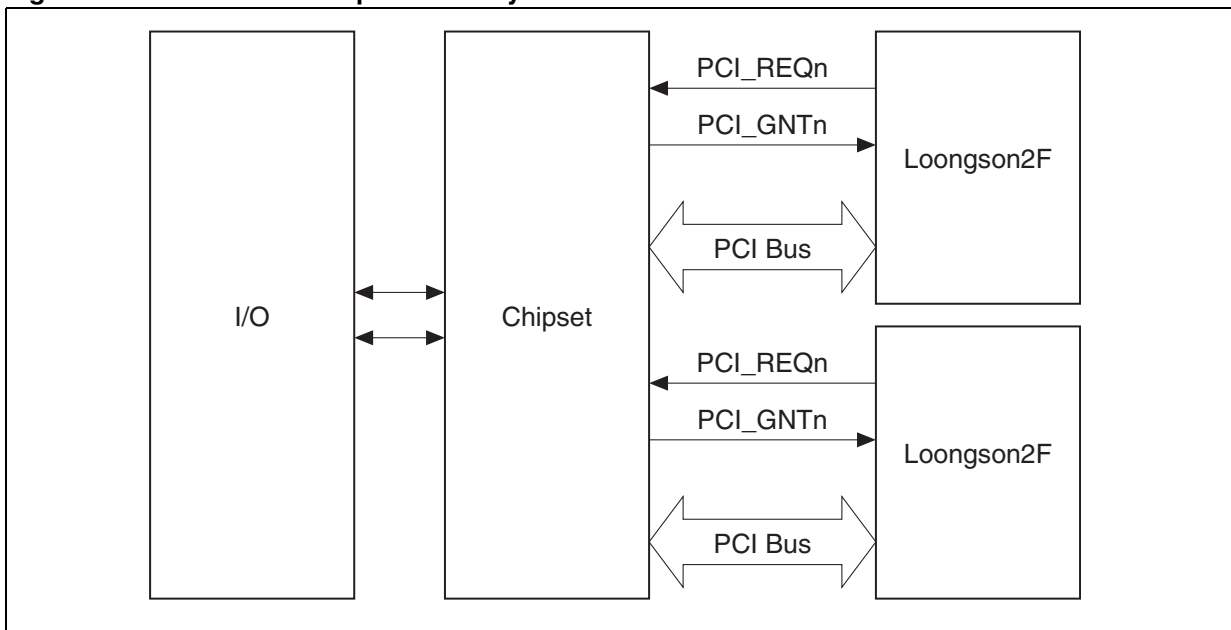 I/O
Chipset
PCI_REQn
PCI_GNTn
PCI Bus
Loongson2F
PCI_REQn
PCI_GNTn
PCI Bus
Loongson2F